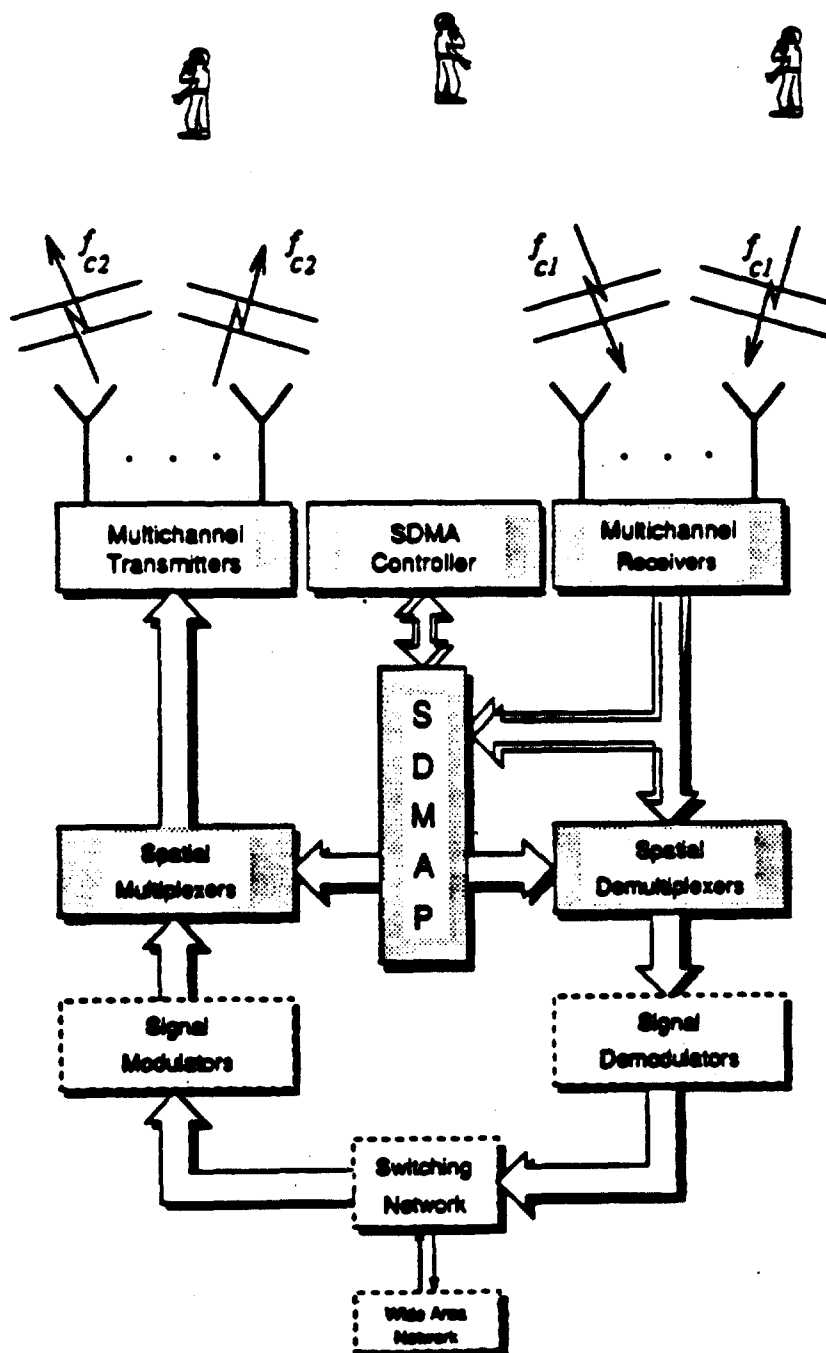 f_c2
f_c2
f_c1
f_c1
Multichannel
Transmitters
SDMA
Controller
Multichannel
Receivers
S
D
M
A
P
Spatial
Multiplexers
Spatial
Demultiplexers
Signal
Modulators
Signal
Demodulators
Switching
Network
Wide Area
Network